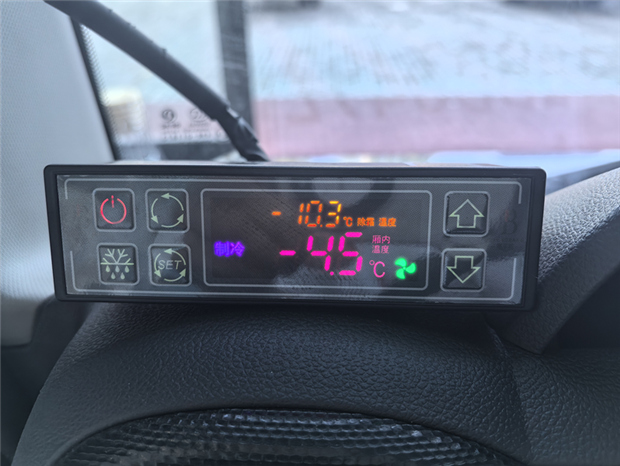 -10.3℃ 除霜 温度
制冷 -4.5℃ 厢内
温度
SET